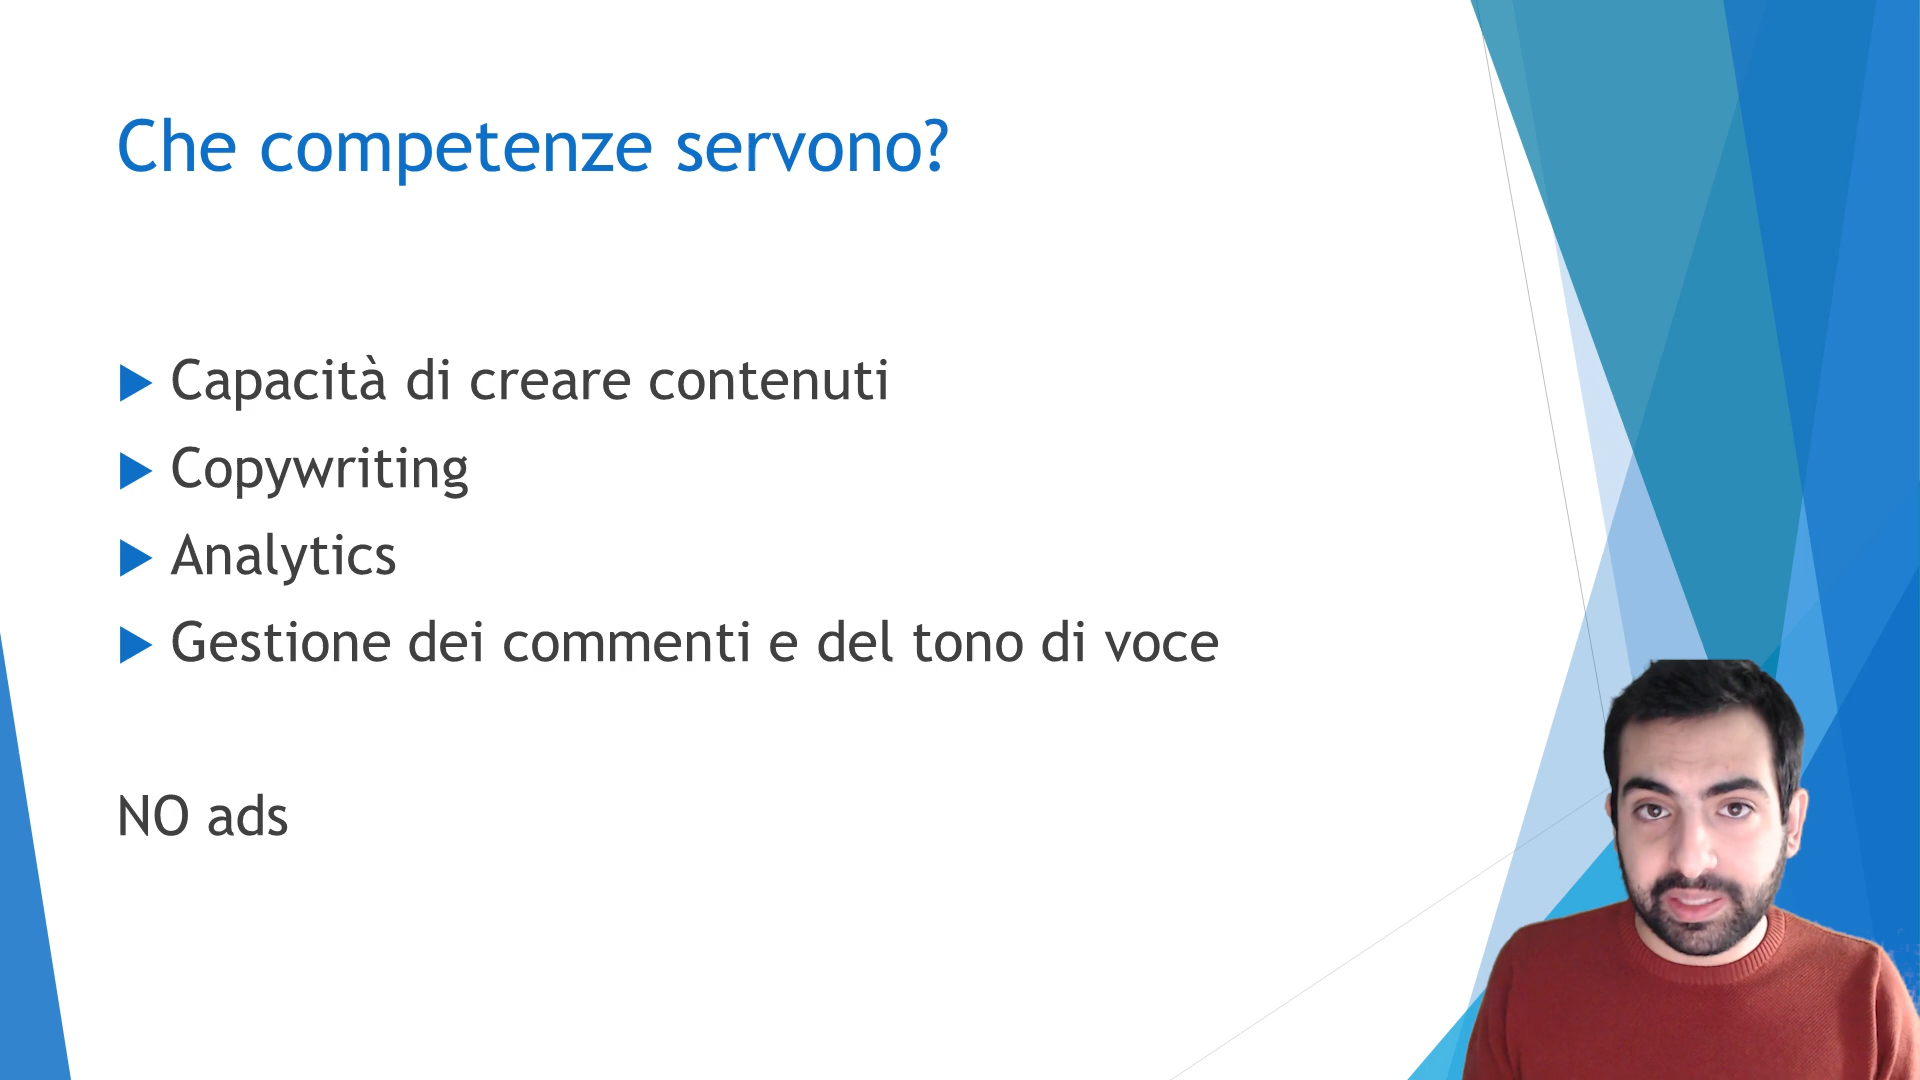 Che competenze servono?
Capacità di creare contenuti
Copywriting
Analytics
Gestione dei commenti e del tono di voce
NO ads